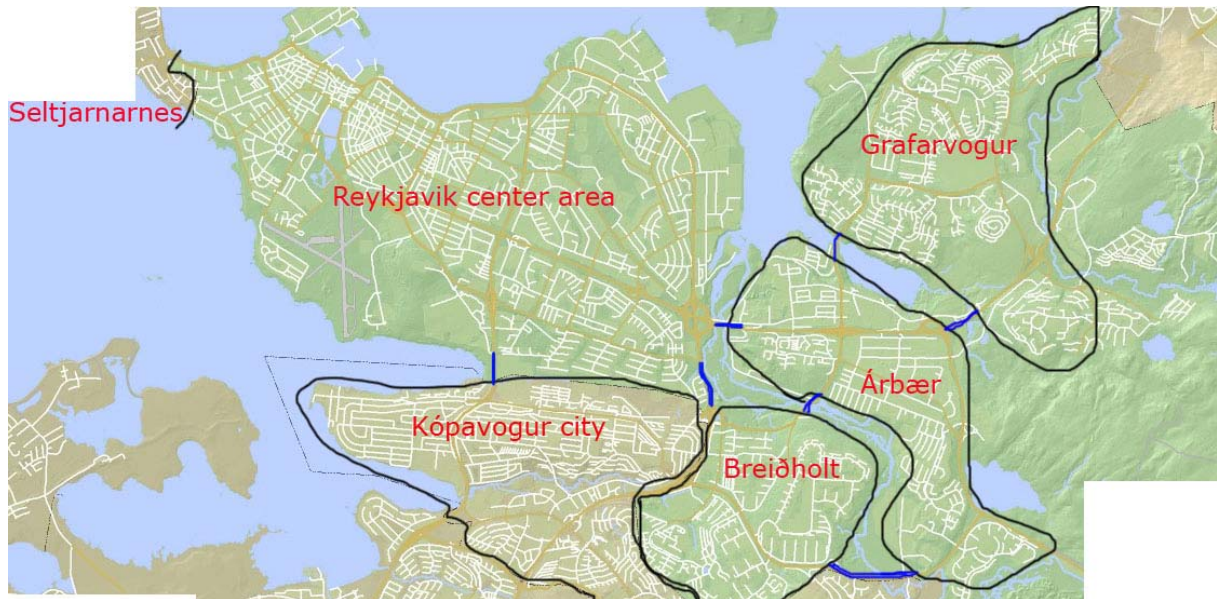 Seltjarnarnes
Grafarvogur
Reykjavik center area
Árbær
Kópavogur city
Breiðholt